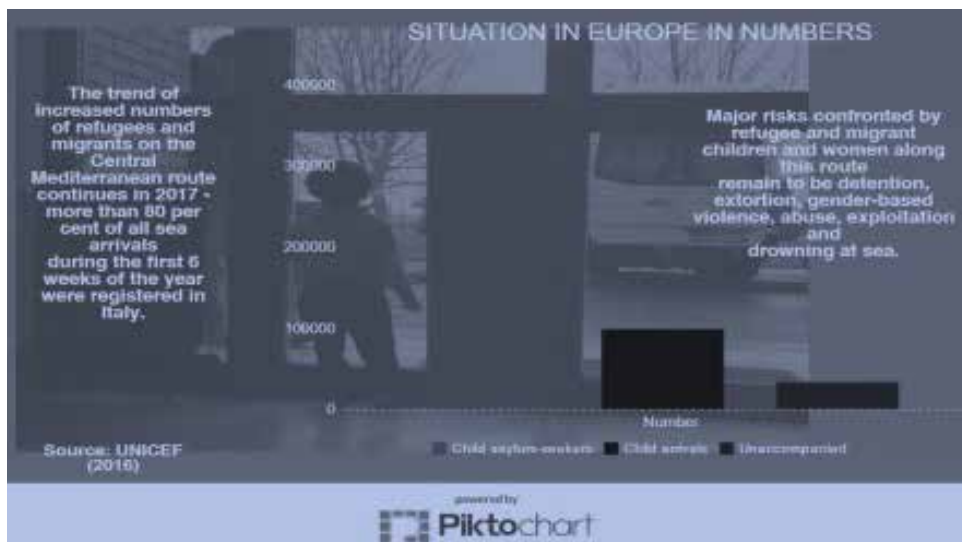 SITUATION IN EUROPE IN NUMBERS
The trend of
increased numbers
of refugees and
migrants on the
Central
Mediterranean route
continues in 2017 -
more than 80 per
cent of all sea
arrivals
during the first 6
weeks of the year
were registered in
Italy.
Source: UNICEF
(2016)
400000
300000
200000
100000
0
Number
Child asylum-seekers Child arrivals Unaccompanied
Major risks confronted by
refugee and migrant
children and women along
this route
remain to be detention,
extortion, gender-based
violence, abuse, exploitation
and
drowning at sea.
powered by
Piktochart